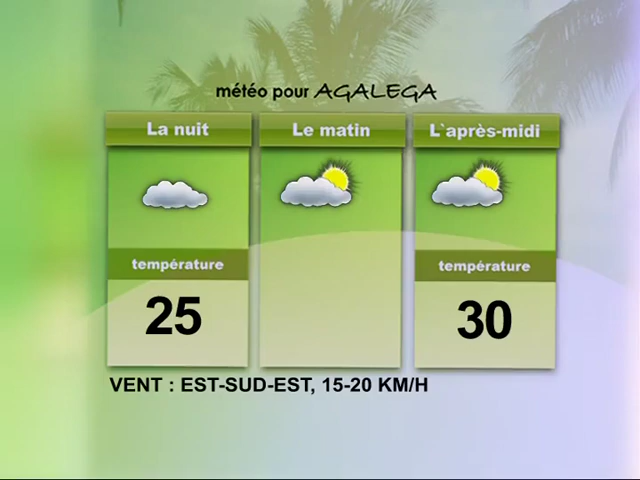 météo pour AGALEGA
La nuit
Le matin
L`après-midi
température
température
25
30
VENT : EST-SUD-EST, 15-20 KM/H